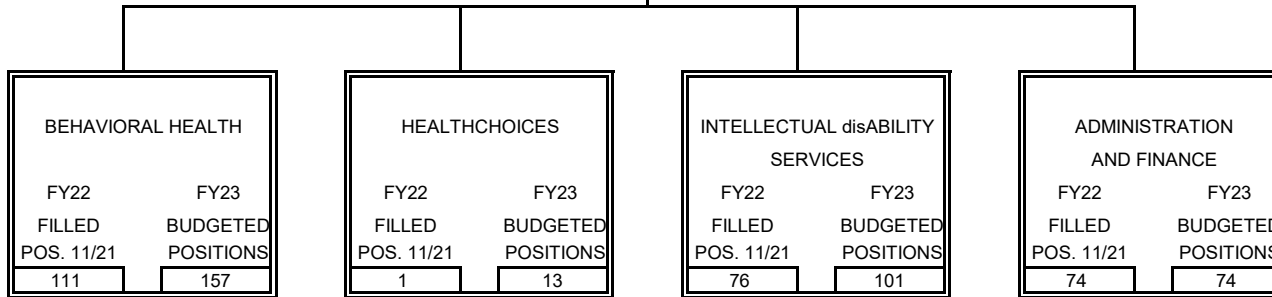 BEHAVIORAL HEALTH
FY22 FY23
FILLED BUDGETED
POS. 11/21 POSITIONS
111 157
HEALTHCHOICES
FY22 FY23
FILLED BUDGETED
POS. 11/21 POSITIONS
1 13
INTELLECTUAL disABILITY
SERVICES
FY22 FY23
FILLED BUDGETED
POS. 11/21 POSITIONS
76 101
ADMINISTRATION
AND FINANCE
FY22 FY23
FILLED BUDGETED
POS. 11/21 POSITIONS
74 74